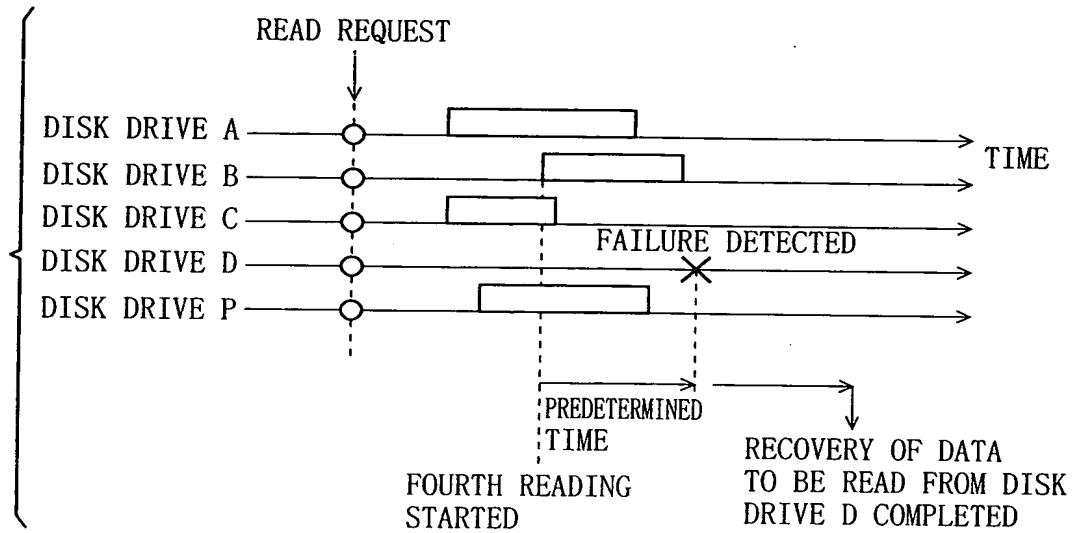 READ REQUEST
DISK DRIVE A
TIME
DISK DRIVE B
DISK DRIVE C
FAILURE DETECTED
DISK DRIVE D
DISK DRIVE P
PREDETERMINED
TIME
RECOVERY OF DATA
TO BE READ FROM DISK
DRIVE D COMPLETED
FOURTH READING
STARTED